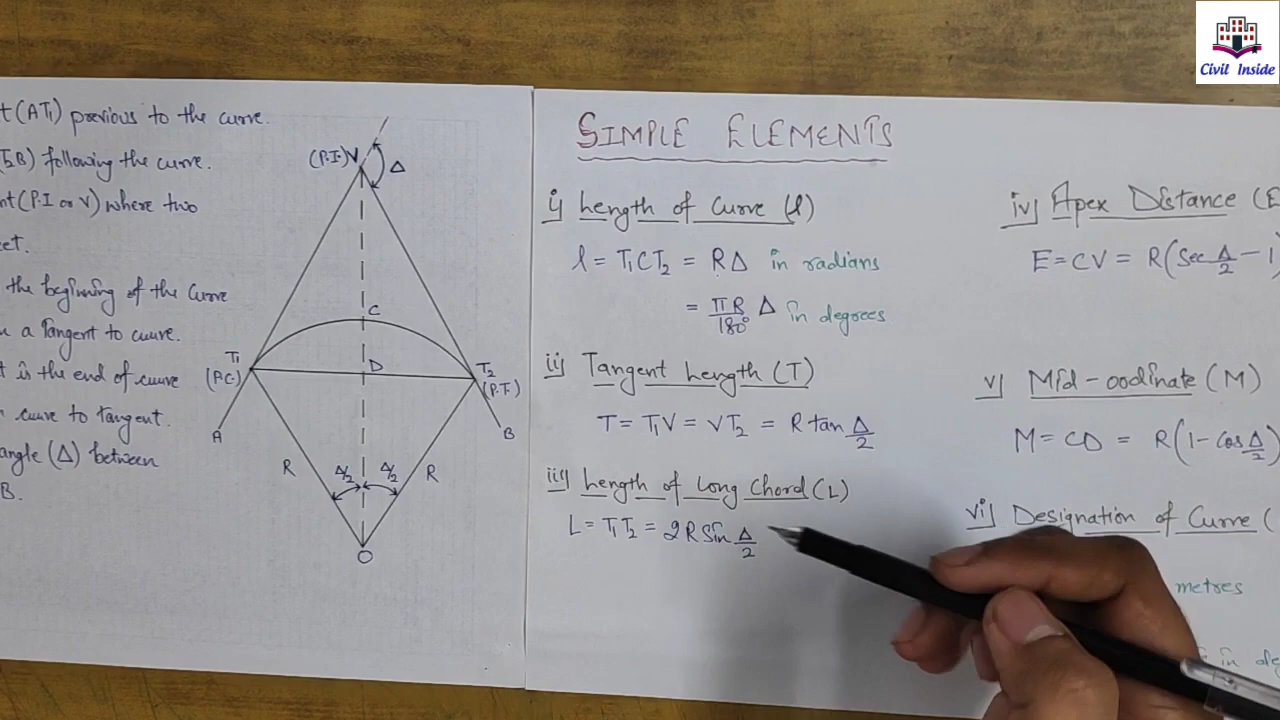 t (AT1) previous to the curve.
T2B) following the curve.
nt (P.I or V) where two
eet.
the beginning of the curve
m a Tangent to curve.
t is the end of curve
curve to tangent.
angle (Δ) between
B.
(P.I) V
Δ
C
T1
(P.C)
D
T2
(P.T)
A
B
R
Δ/2
Δ/2
R
O
SIMPLE ELEMENTS
i) Length of Curve (l)
l = T1CT2 = RΔ in radians
= πR/180° Δ in degrees
ii) Tangent Length (T)
T = T1V = VT2 = R tan Δ/2
iii) Length of Long Chord (L)
L = T1T2 = 2R Sin Δ/2
iv) Apex Distance (E
E = CV = R(Sec Δ/2 - 1)
v) Mid-oodinate (M)
M = CD = R(1 - Cos Δ/2)
vi) Designation of Curve (
metres
in de
Civil Inside